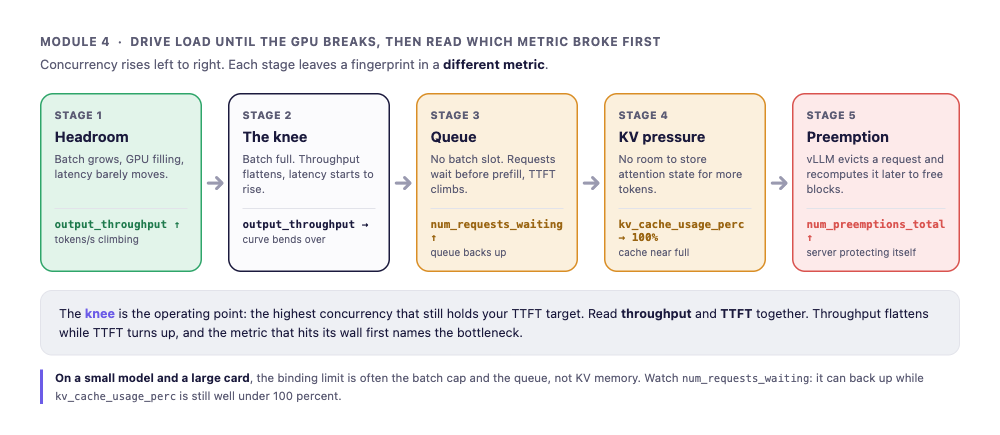 MODULE 4 · DRIVE LOAD UNTIL THE GPU BREAKS, THEN READ WHICH METRIC BROKE FIRST
Concurrency rises left to right. Each stage leaves a fingerprint in a different metric.
STAGE 1
Headroom
Batch grows, GPU filling,
latency barely moves.
output_throughput ↑
tokens/s climbing
STAGE 2
The knee
Batch full. Throughput
flattens, latency starts to
rise.
output_throughput →
curve bends over
STAGE 3
Queue
No batch slot. Requests
wait before prefill, TTFT
climbs.
num_requests_waiting
↑
queue backs up
STAGE 4
KV pressure
No room to store
attention state for more
tokens.
kv_cache_usage_perc
→ 100%
cache near full
STAGE 5
Preemption
vLLM evicts a request and
recomputes it later to free
blocks.
num_preemptions_total
↑
server protecting itself
The knee is the operating point: the highest concurrency that still holds your TTFT target. Read throughput and TTFT together. Throughput flattens
while TTFT turns up, and the metric that hits its wall first names the bottleneck.
On a small model and a large card, the binding limit is often the batch cap and the queue, not KV memory. Watch num_requests_waiting: it can back up while
kv_cache_usage_perc is still well under 100 percent.